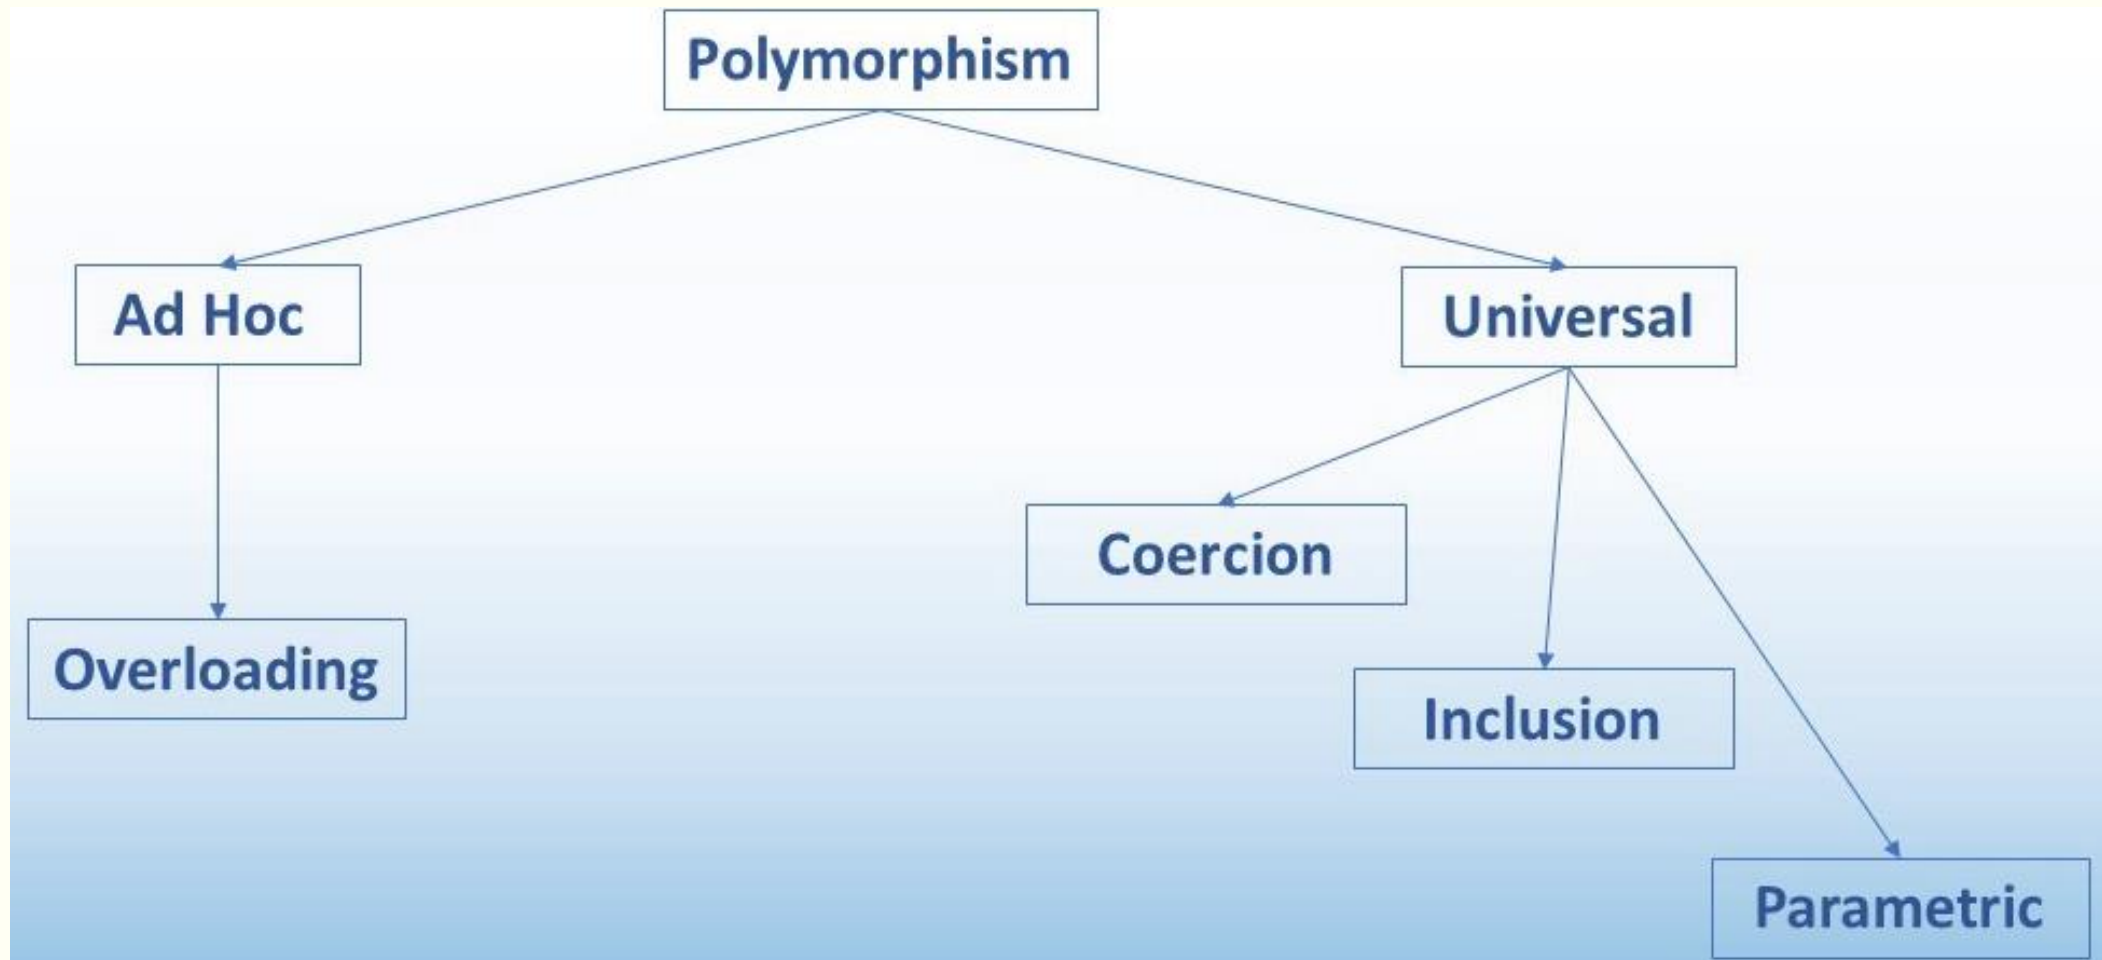 Polymorphism
Ad Hoc
Universal
Coercion
Overloading
Inclusion
Parametric